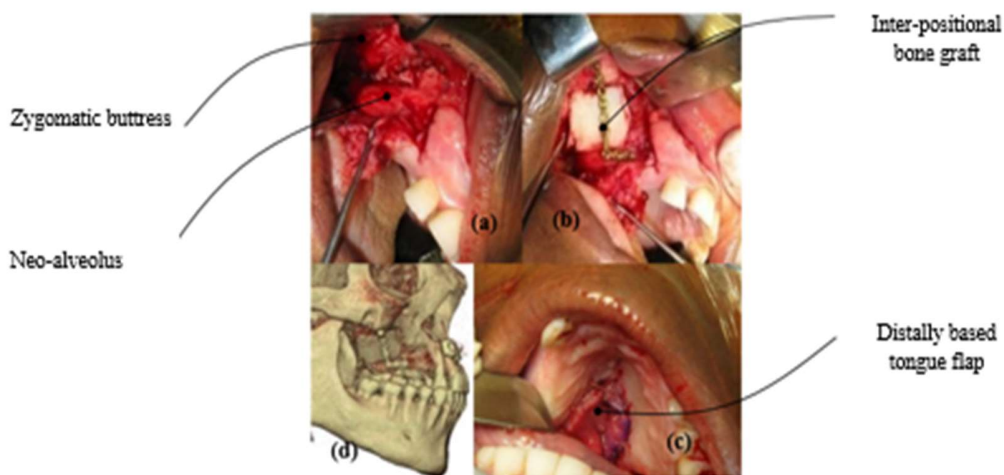 Inter-positional
bone graft
Zygomatic buttress
(a)
(b)
Neo-alveolus
Distally based
tongue flap
(d)
(c)